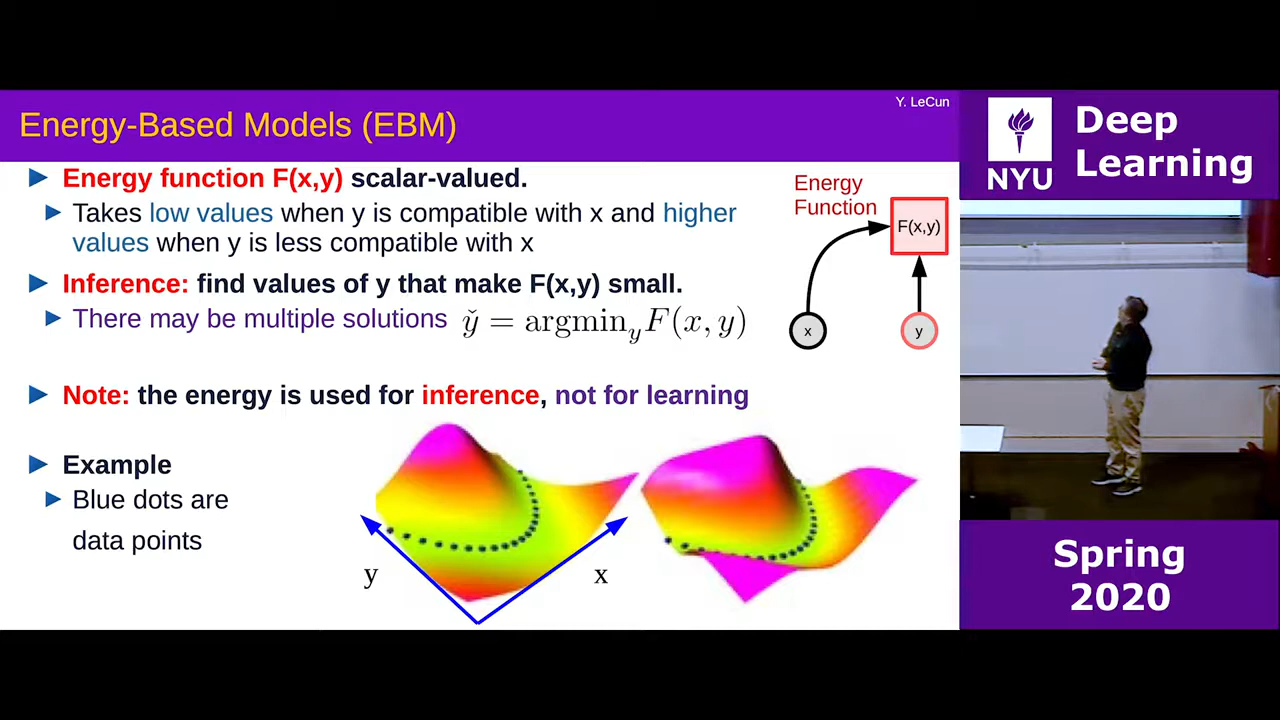 Y. LeCun
Energy-Based Models (EBM)
Energy function F(x,y) scalar-valued.
Takes low values when y is compatible with x and higher
values when y is less compatible with x
Inference: find values of y that make F(x,y) small.
There may be multiple solutions y̌ = argmin_y F(x, y)
Note: the energy is used for inference, not for learning
Example
Blue dots are
data points
Energy
Function
F(x,y)
x
y
y
x
NYU
Deep
Learning
Spring
2020